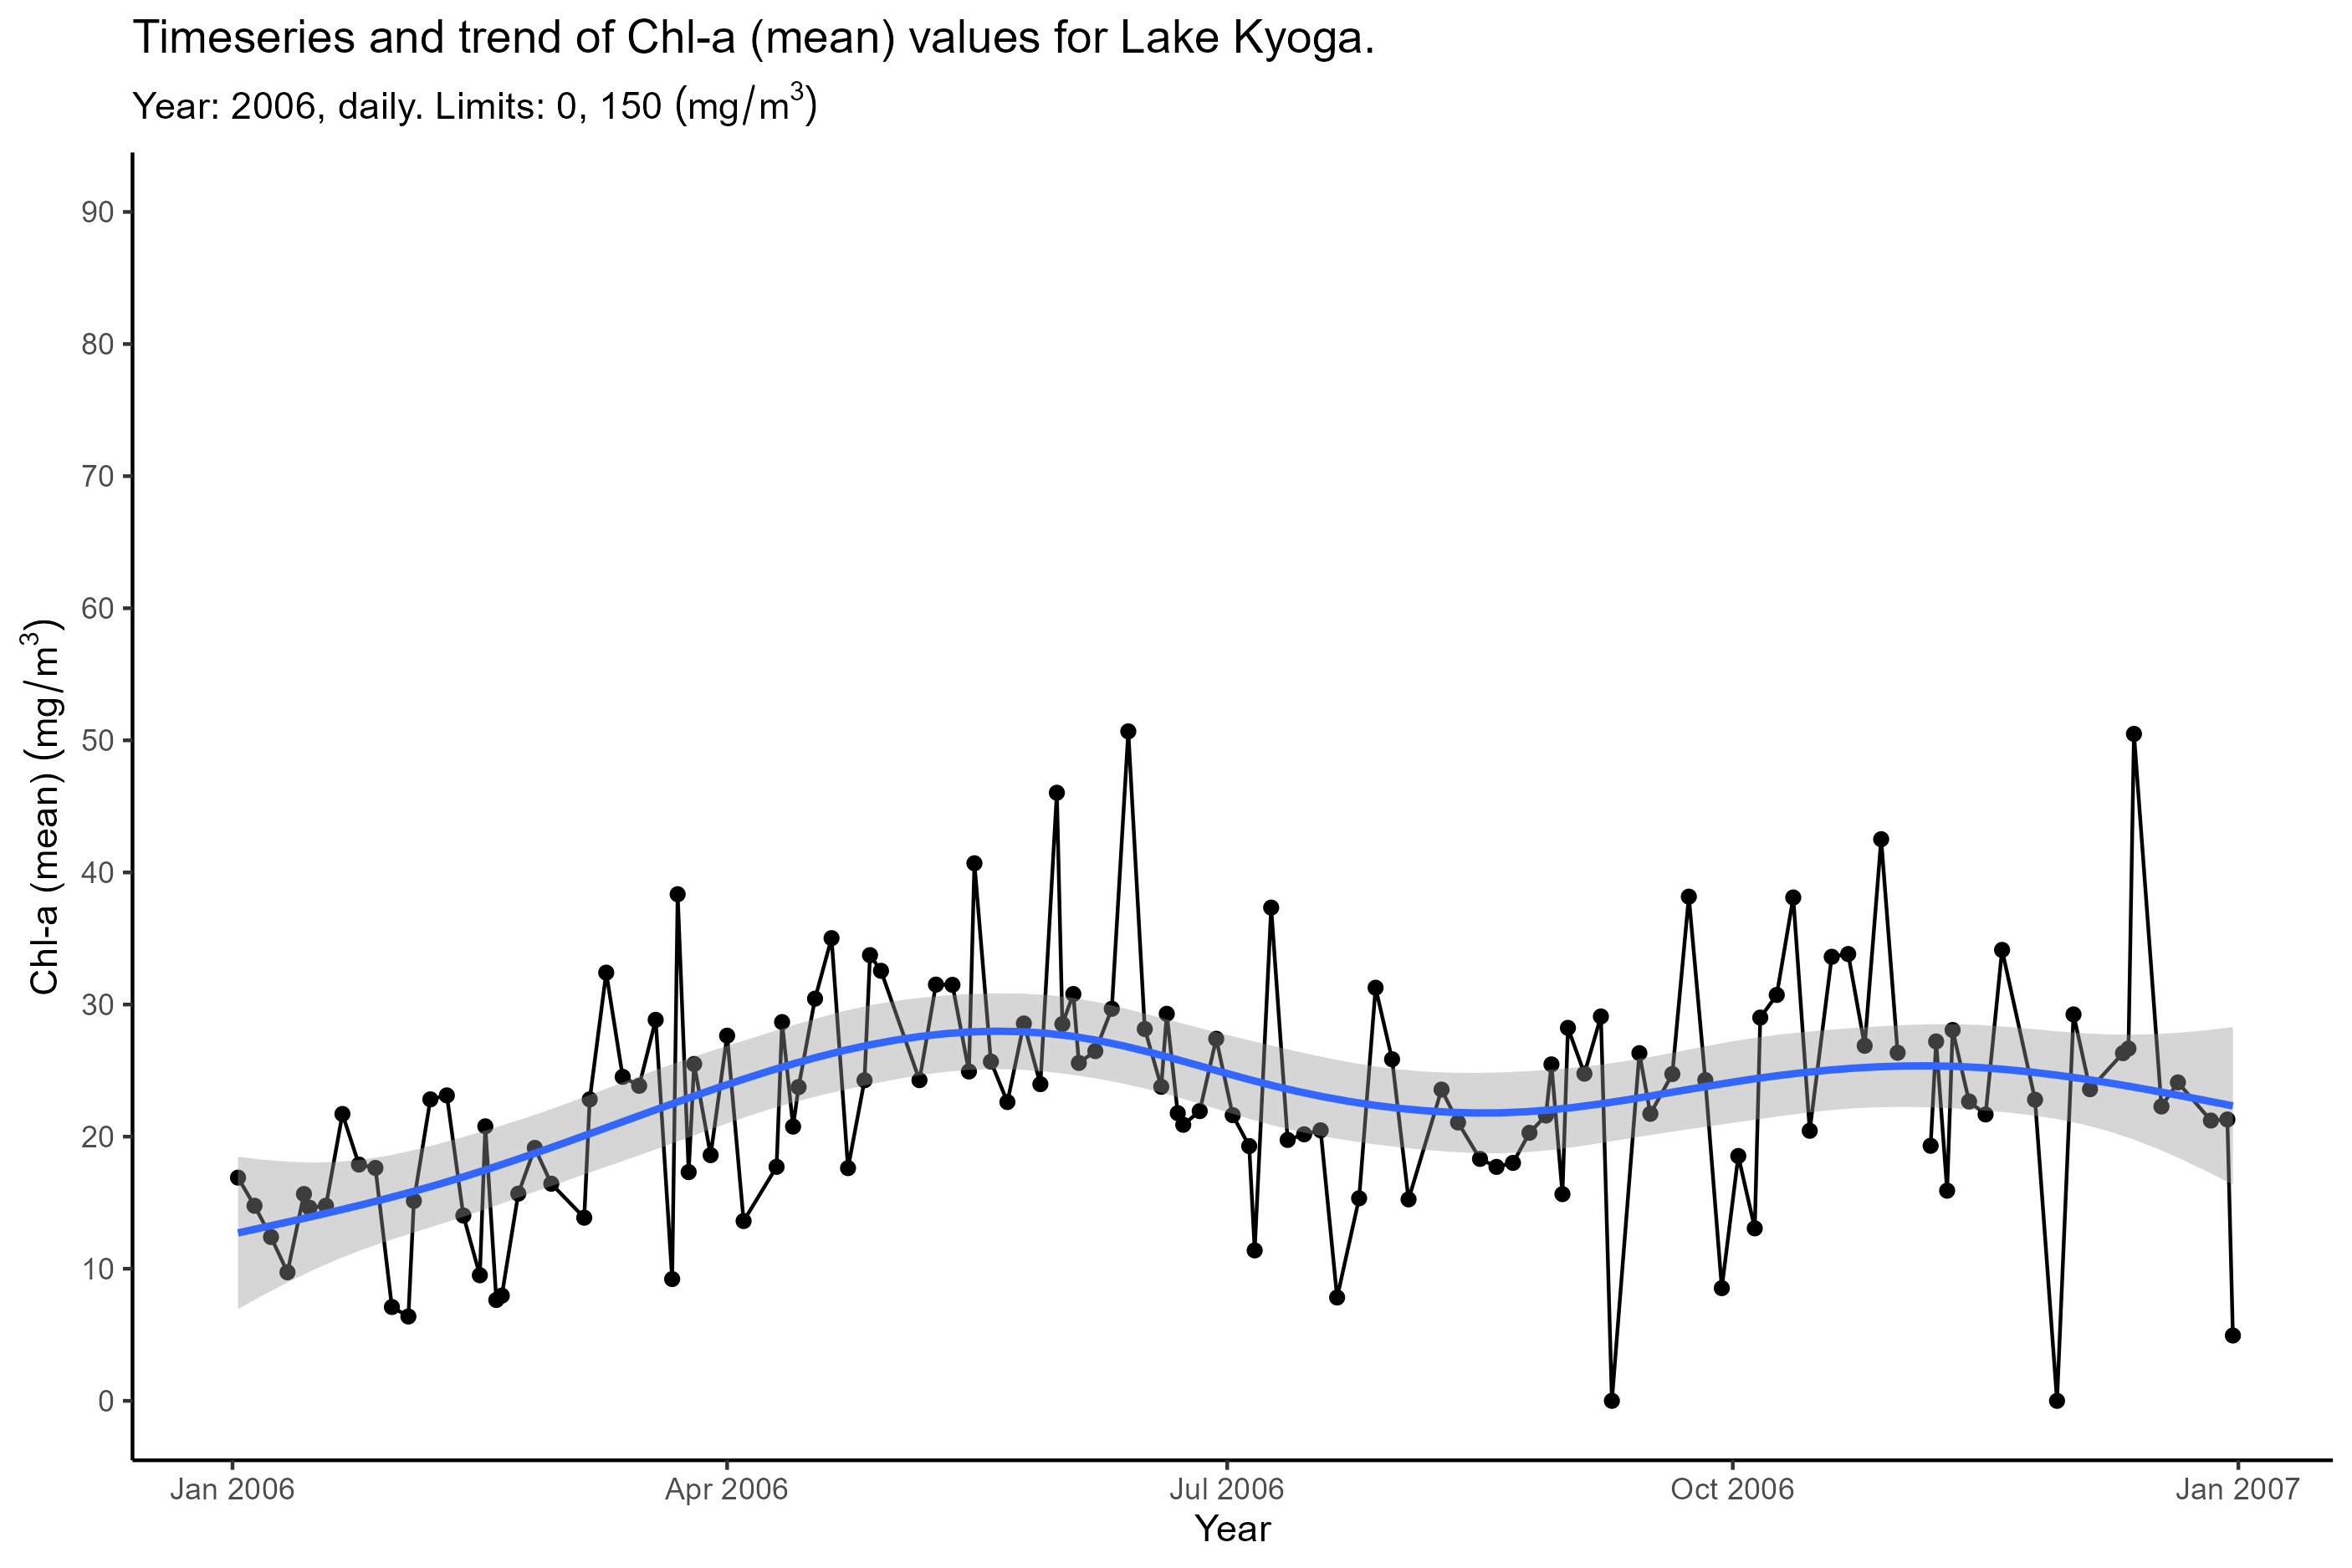 Timeseries and trend of Chl-a (mean) values for Lake Kyoga.
Year: 2006, daily. Limits: 0, 150 (mg/m³)
Chl-a (mean) (mg/m³)
90
80
70
60
50
40
30
20
10
0
Jan 2006 Apr 2006 Jul 2006 Oct 2006 Jan 2007
Year